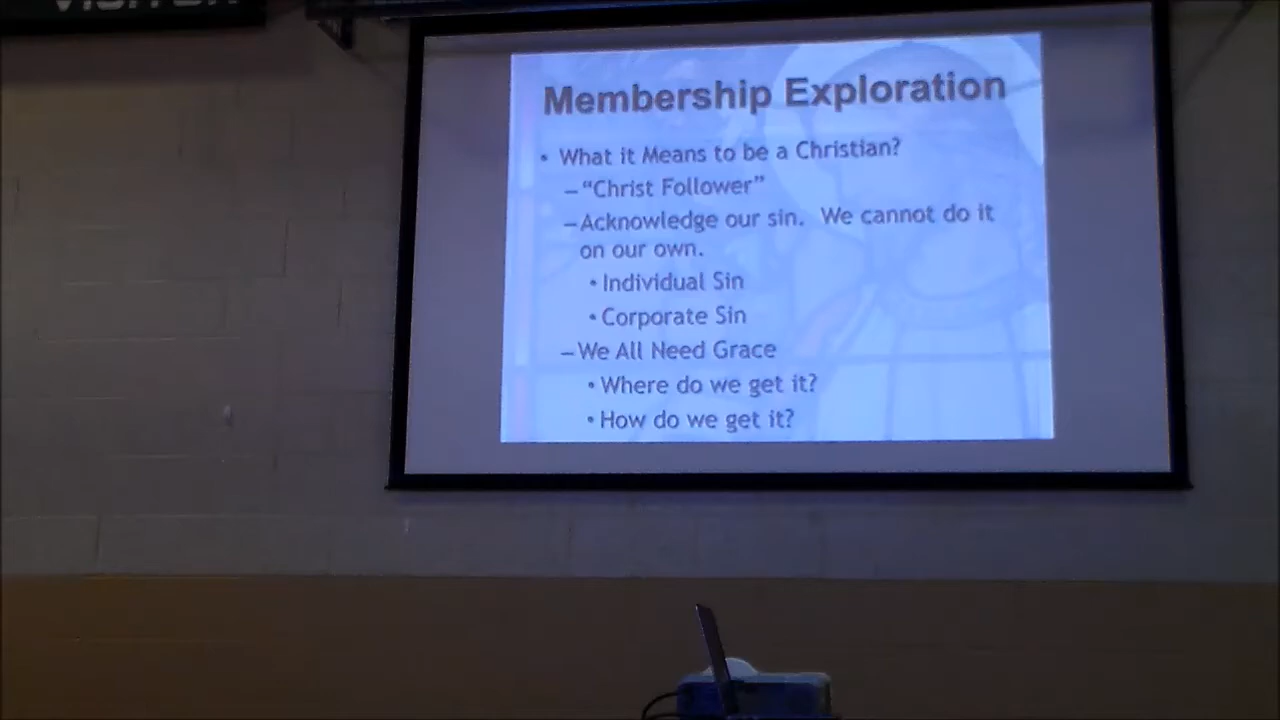 VISITOR
Membership Exploration
• What it Means to be a Christian?
–“Christ Follower”
–Acknowledge our sin.  We cannot do it
on our own.
• Individual Sin
• Corporate Sin
–We All Need Grace
• Where do we get it?
• How do we get it?